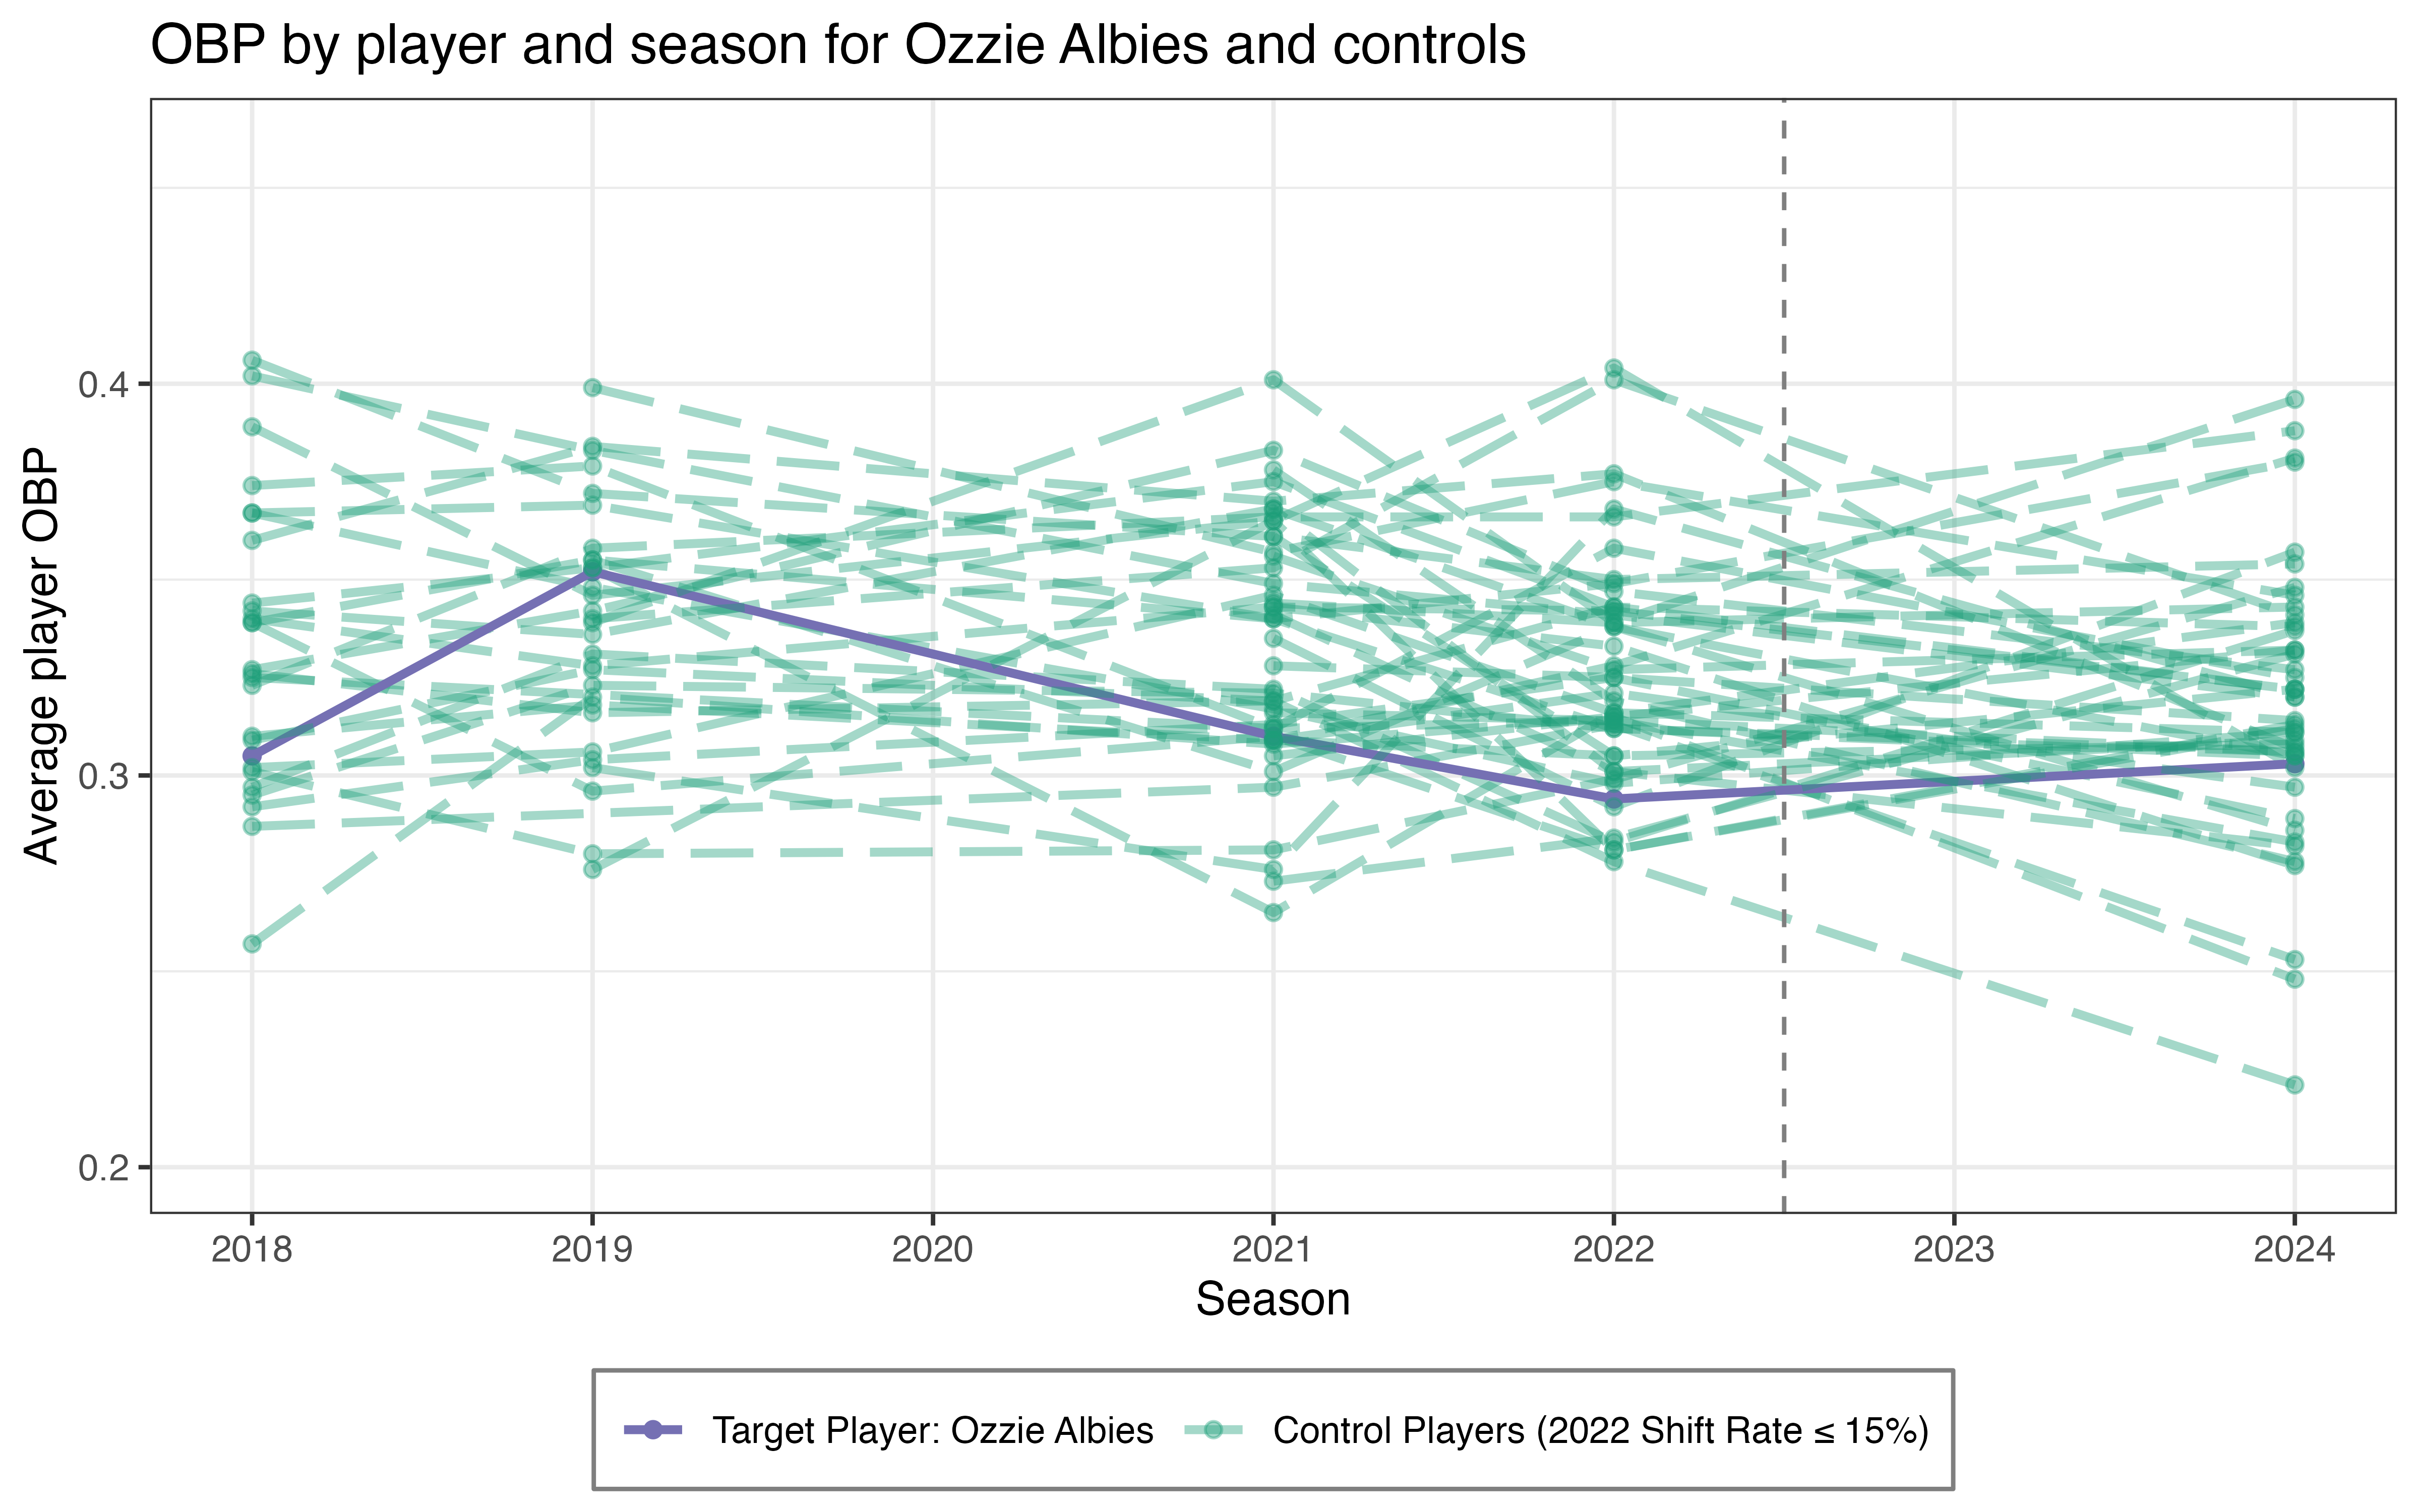 OBP by player and season for Ozzie Albies and controls
Average player OBP
0.4
0.3
0.2
2018 2019 2020 2021 2022 2023 2024
Season
Target Player: Ozzie Albies Control Players (2022 Shift Rate ≤ 15%)